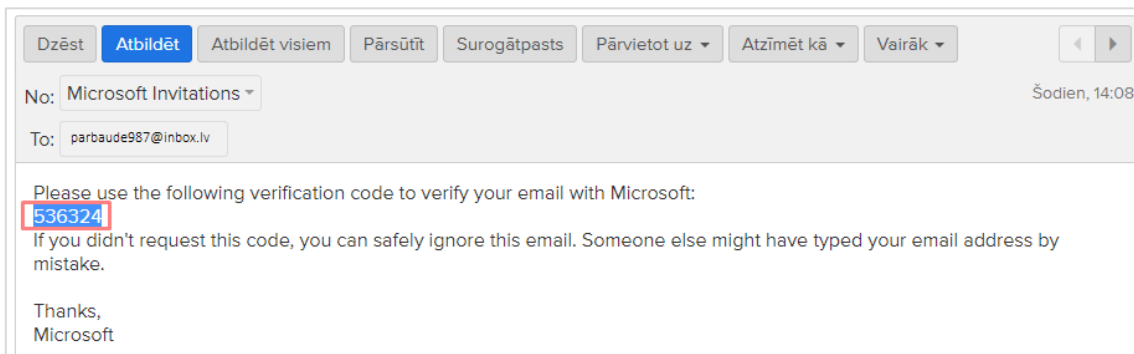 Dzēst Atbildēt Atbildēt visiem Pārsūtīt Surogātpasts Pārvietot uz Atzīmēt kā Vairāk
No: Microsoft Invitations Šodien, 14:08
To: parbaude987@inbox.lv
Please use the following verification code to verify your email with Microsoft:
536324
If you didn't request this code, you can safely ignore this email. Someone else might have typed your email address by
mistake.
Thanks,
Microsoft